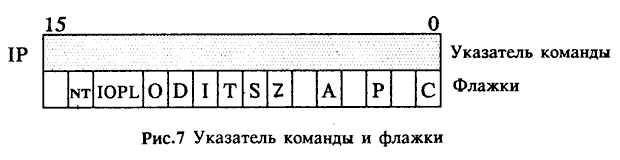 15 0
IP Указатель команды
NT IOPL O D I T S Z A P C Флажки
Рис.7 Указатель команды и флажки